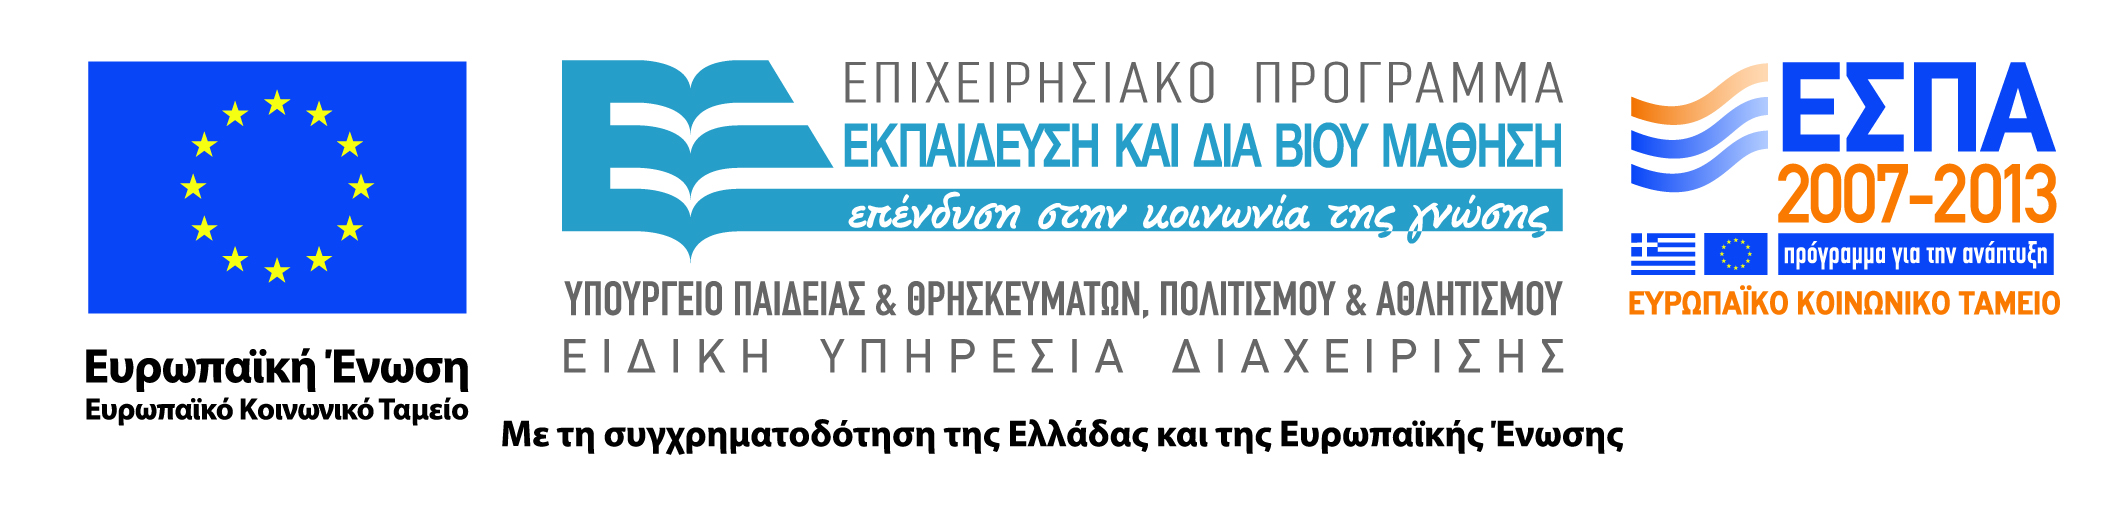 Ευρωπαϊκή Ένωση
Ευρωπαϊκό Κοινωνικό Ταμείο
ΕΠΙΧΕΙΡΗΣΙΑΚΟ ΠΡΟΓΡΑΜΜΑ
ΕΚΠΑΙΔΕΥΣΗ ΚΑΙ ΔΙΑ ΒΙΟΥ ΜΑΘΗΣΗ
επένδυση στην κοινωνία της γνώσης
ΥΠΟΥΡΓΕΙΟ ΠΑΙΔΕΙΑΣ & ΘΡΗΣΚΕΥΜΑΤΩΝ, ΠΟΛΙΤΙΣΜΟΥ & ΑΘΛΗΤΙΣΜΟΥ
ΕΙΔΙΚΗ ΥΠΗΡΕΣΙΑ ΔΙΑΧΕΙΡΙΣΗΣ
Με τη συγχρηματοδότηση της Ελλάδας και της Ευρωπαϊκής Ένωσης
ΕΣΠΑ
2007-2013
πρόγραμμα για την ανάπτυξη
ΕΥΡΩΠΑΪΚΟ ΚΟΙΝΩΝΙΚΟ ΤΑΜΕΙΟ